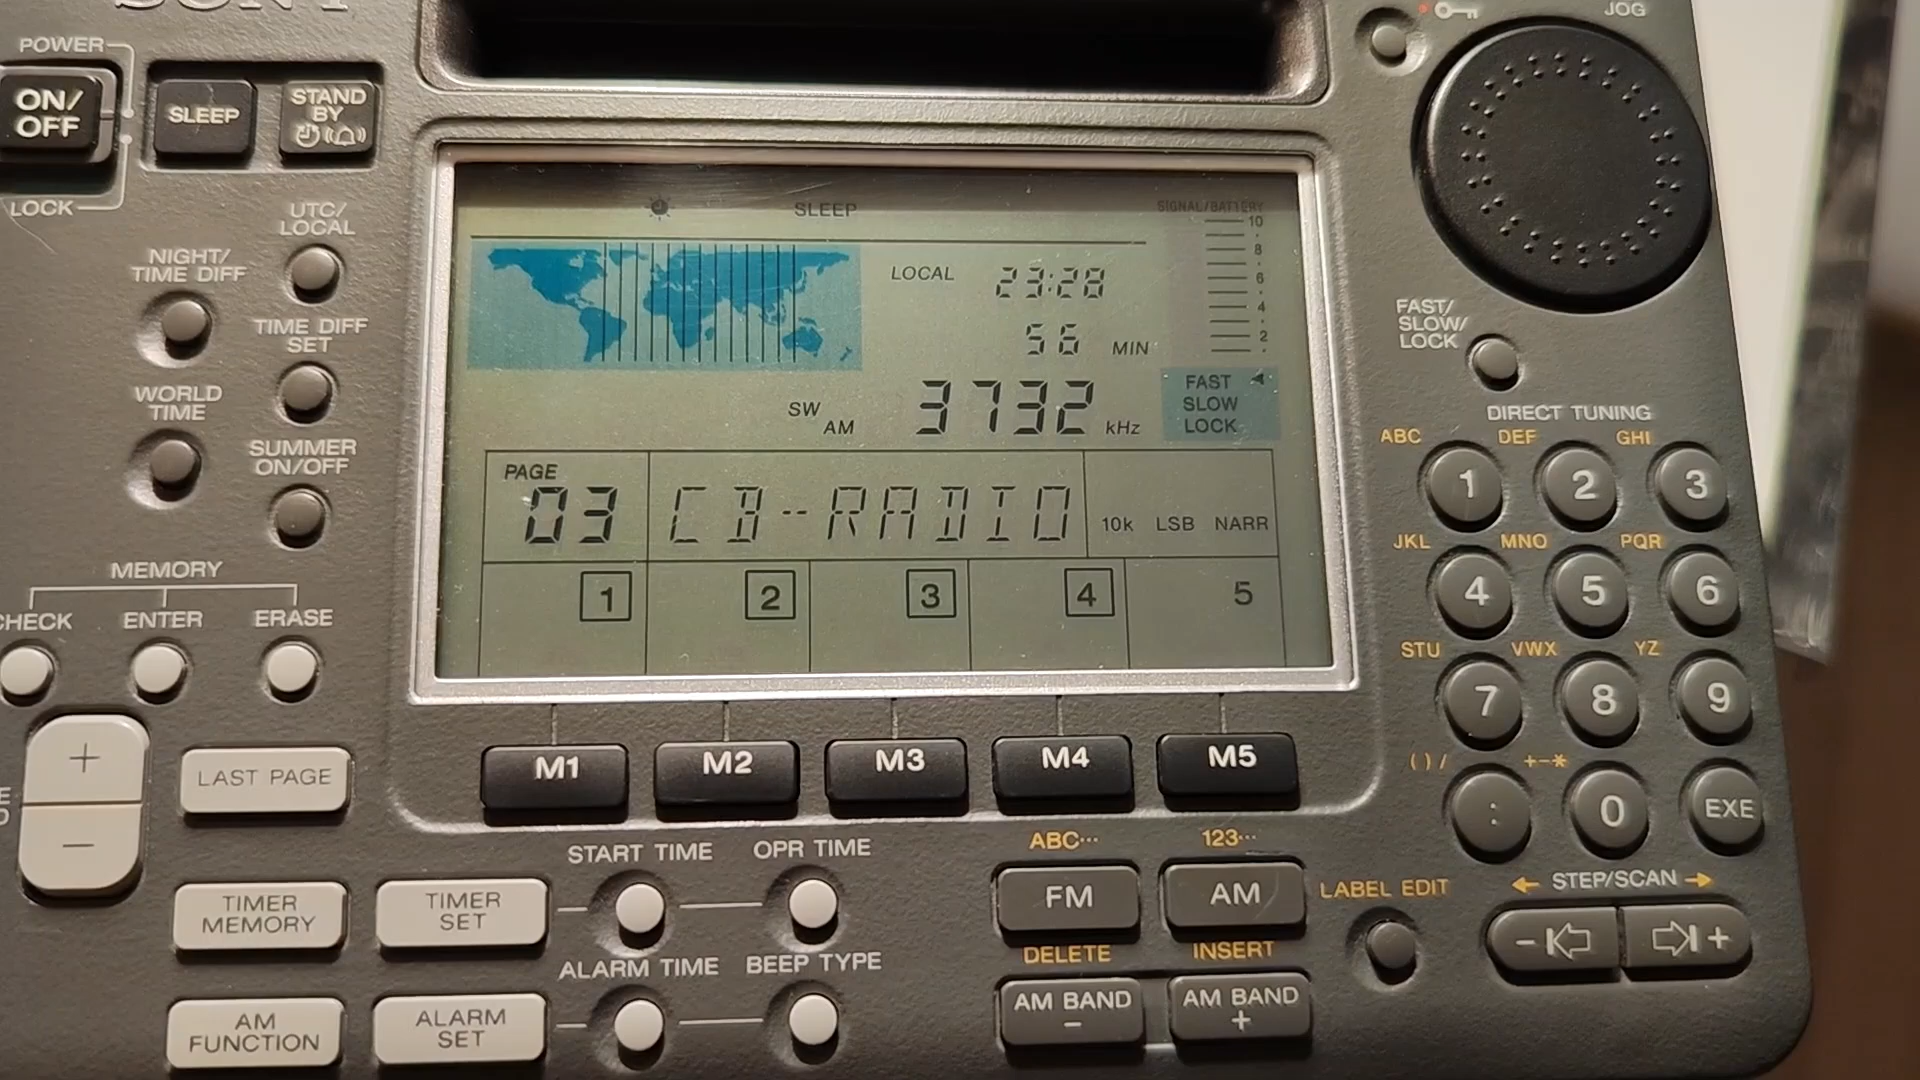 SONY
JOG
POWER
ON/
OFF
SLEEP
STAND
BY
LOCK
UTC/
LOCAL
NIGHT/
TIME DIFF
TIME DIFF
SET
WORLD
TIME
SUMMER
ON/OFF
SLEEP
SIGNAL/BATTERY
10
8
6
4
2
LOCAL 23:28
56 MIN
SW
AM
3732 kHz
FAST
SLOW
LOCK
PAGE
03 CB-RADIO
10k LSB NARR
1 2 3 4 5
FAST/
SLOW/
LOCK
DIRECT TUNING
ABC DEF GHI
1 2 3
JKL MNO PQR
4 5 6
STU VWX YZ
7 8 9
( ) / +-*
: 0 EXE
MEMORY
CHECK ENTER ERASE
+
-
LAST PAGE
M1 M2 M3 M4 M5
START TIME OPR TIME
TIMER
MEMORY
TIMER
SET
ALARM TIME BEEP TYPE
AM
FUNCTION
ALARM
SET
ABC... 123...
FM AM
DELETE INSERT
AM BAND
-
AM BAND
+
LABEL EDIT
STEP/SCAN
- +